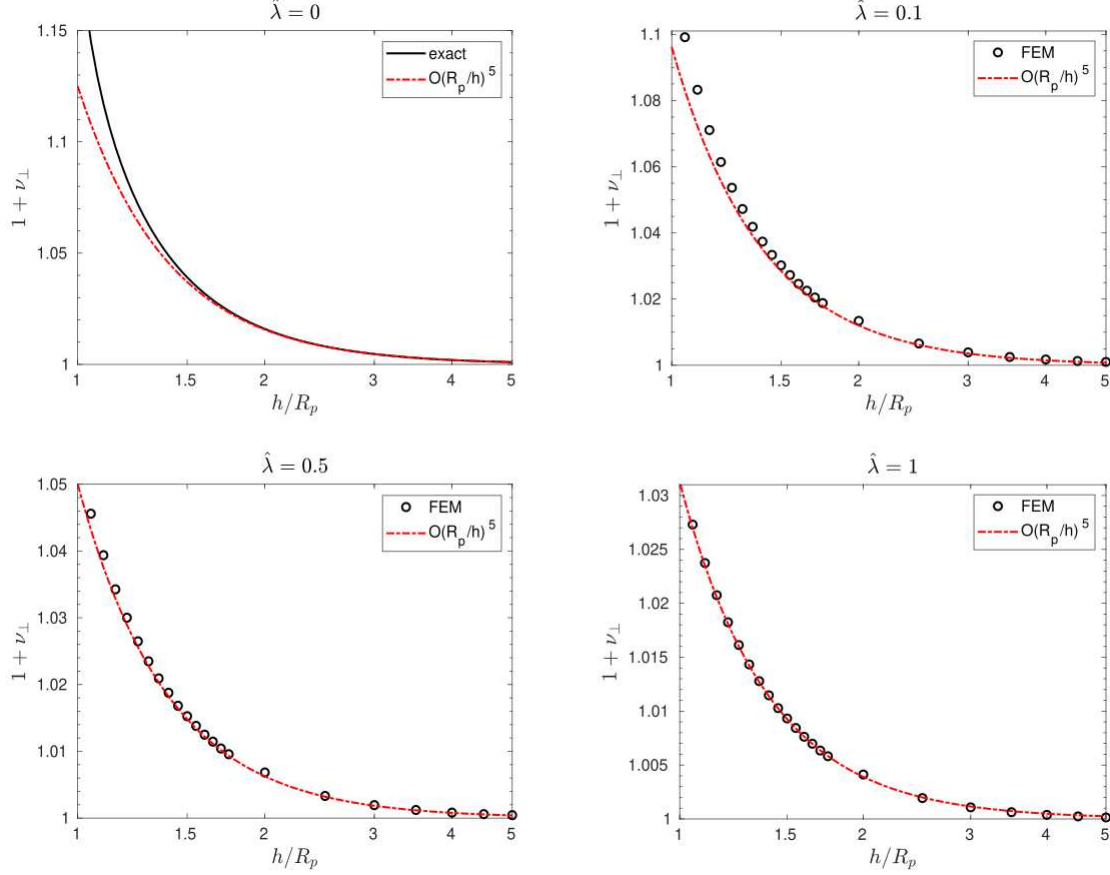 λ̂ = 0
1.15
1.1
1.05
1
1 + ν⊥
exact
O(R_p/h)^5
1 1.5 2 3 4 5
h/R_p
λ̂ = 0.1
1.1
1.08
1.06
1.04
1.02
1
1 + ν⊥
FEM
O(R_p/h)^5
1 1.5 2 3 4 5
h/R_p
λ̂ = 0.5
1.05
1.04
1.03
1.02
1.01
1
1 + ν⊥
FEM
O(R_p/h)^5
1 1.5 2 3 4 5
h/R_p
λ̂ = 1
1.03
1.025
1.02
1.015
1.01
1.005
1
1 + ν⊥
FEM
O(R_p/h)^5
1 1.5 2 3 4 5
h/R_p